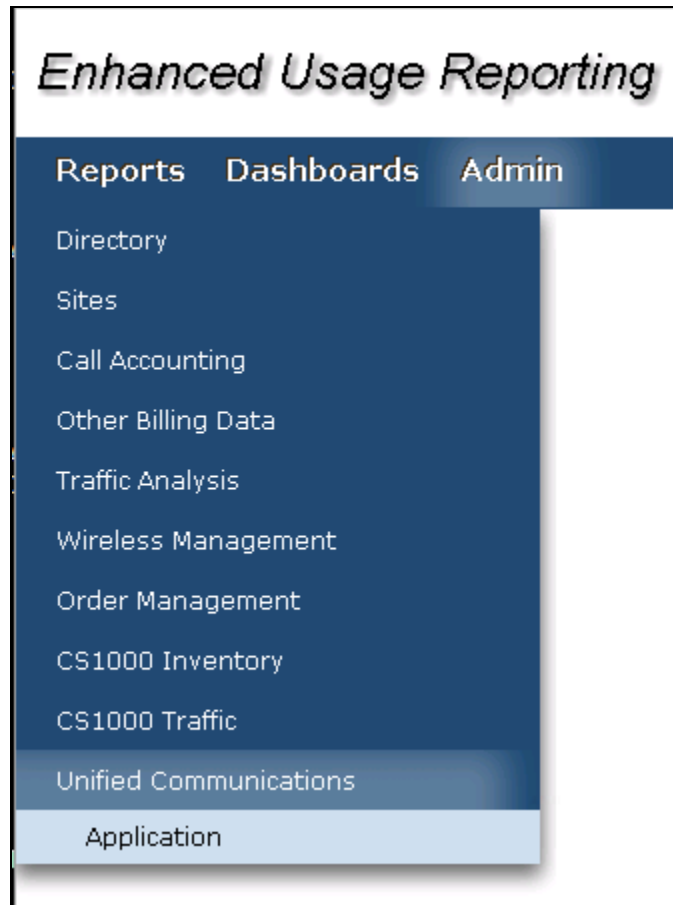 Enhanced Usage Reporting
Reports Dashboards Admin
Directory
Sites
Call Accounting
Other Billing Data
Traffic Analysis
Wireless Management
Order Management
CS1000 Inventory
CS1000 Traffic
Unified Communications
Application